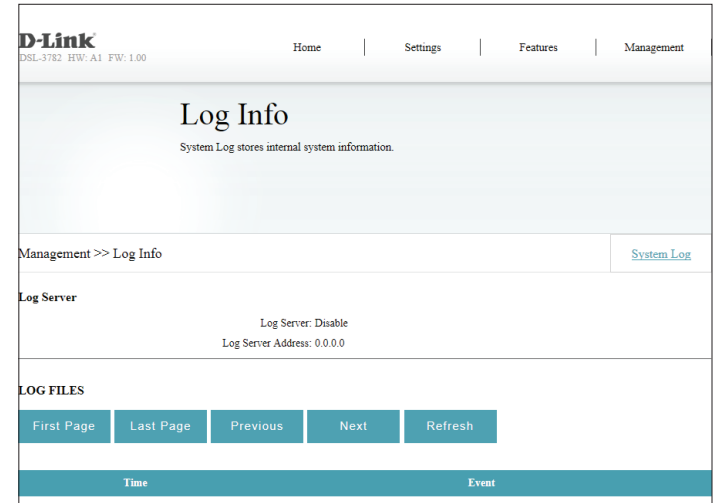 D-Link
DSL-3782 HW: A1 FW: 1.00
Home Settings Features Management
Log Info
System Log stores internal system information.
Management >> Log Info
System Log
Log Server
Log Server: Disable
Log Server Address: 0.0.0.0
LOG FILES
First Page Last Page Previous Next Refresh
Time Event